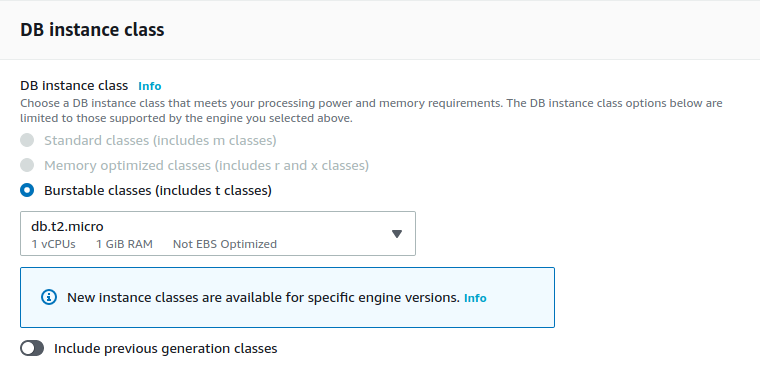 DB instance class
DB instance class Info
Choose a DB instance class that meets your processing power and memory requirements. The DB instance class options below are
limited to those supported by the engine you selected above.
Standard classes (includes m classes)
Memory optimized classes (includes r and x classes)
Burstable classes (includes t classes)
db.t2.micro
1 vCPUs 1 GiB RAM Not EBS Optimized
New instance classes are available for specific engine versions. Info
Include previous generation classes